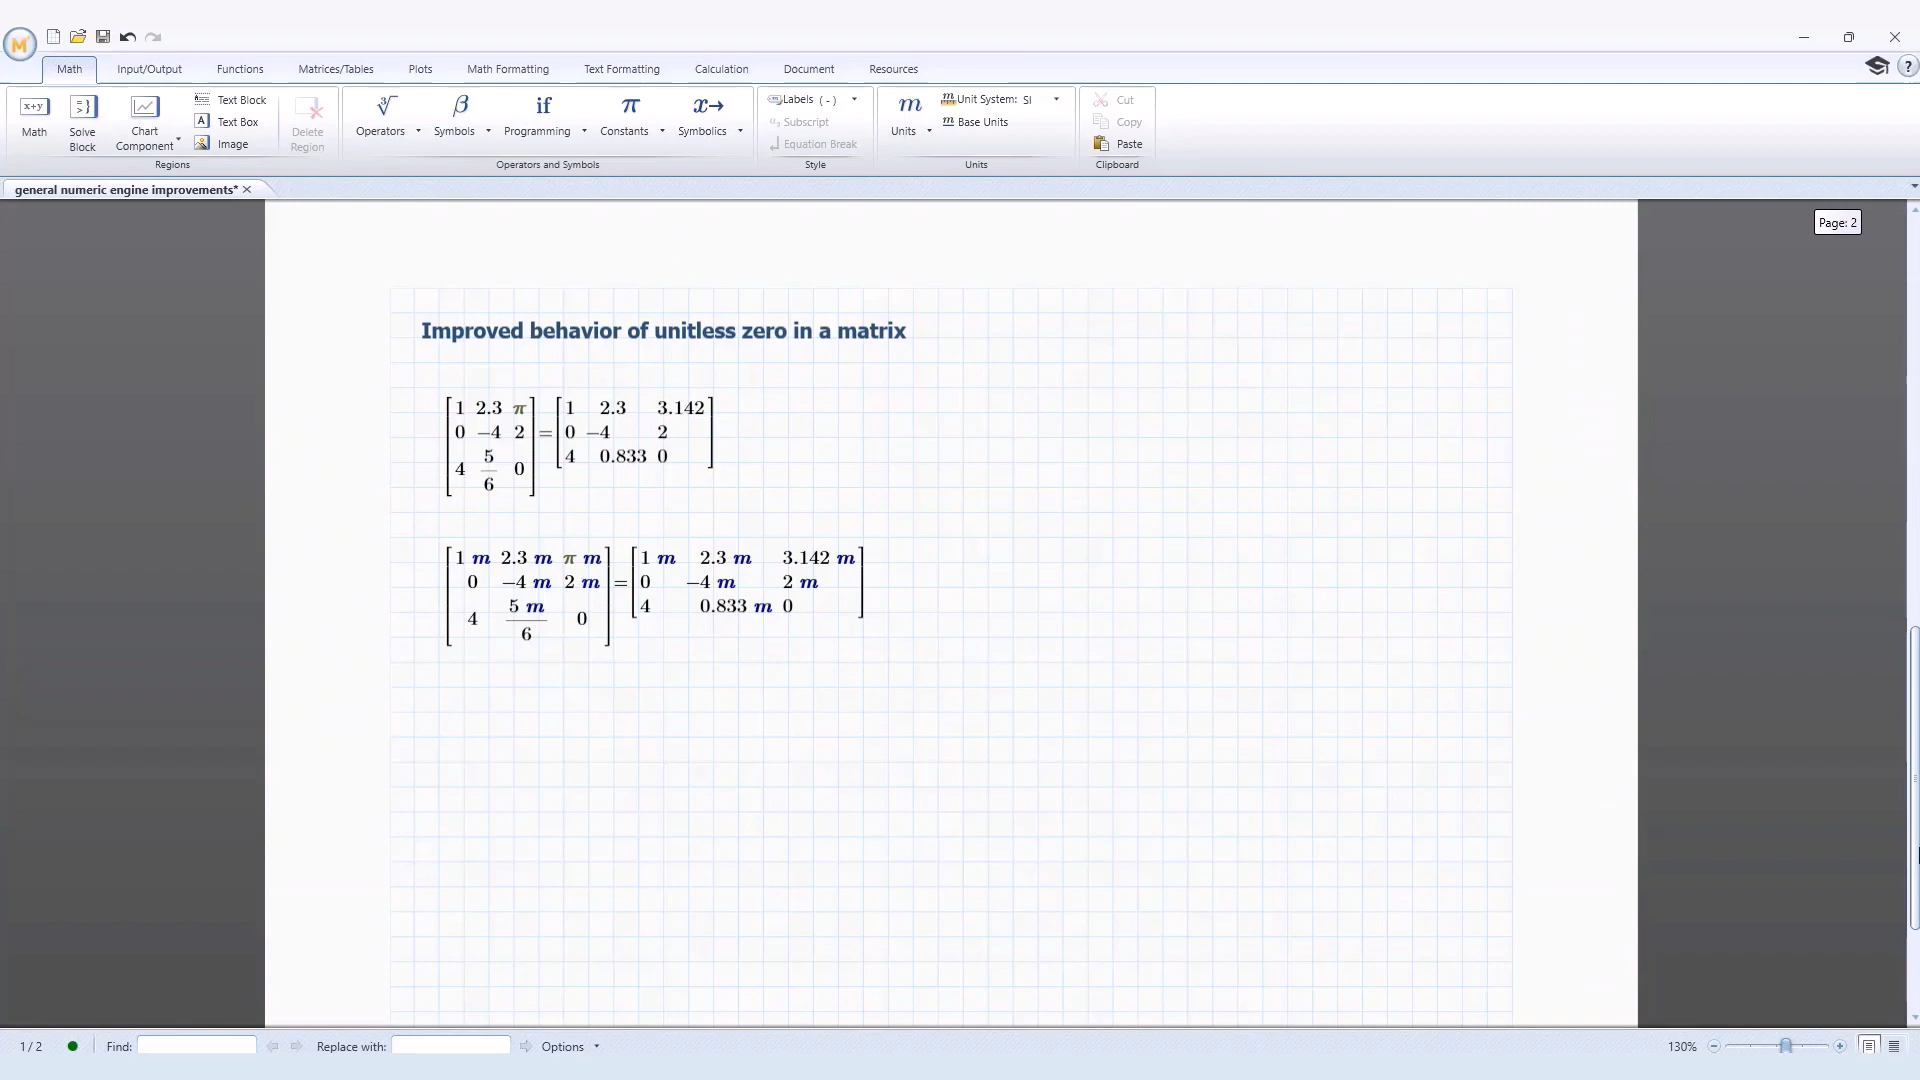 M
Math Input/Output Functions Matrices/Tables Plots Math Formatting Text Formatting Calculation Document Resources ?
x+y Math
Solve Block
Chart Component
Text Block
A Text Box
Image
Delete Region
Regions
∛ Operators
β Symbols
if Programming
π Constants
x→ Symbolics
Operators and Symbols
Labels ( - )
Subscript
Equation Break
Style
m Units
Unit System: SI
m Base Units
Units
Cut
Copy
Paste
Clipboard
general numeric engine improvements*
Page: 2
Improved behavior of unitless zero in a matrix
[1 2.3 π] = [1 2.3 3.142]
[0 −4 2] [0 −4 2]
[4 5/6 0] [4 0.833 0]
[1 m 2.3 m π m] = [1 m 2.3 m 3.142 m]
[0 −4 m 2 m] [0 −4 m 2 m]
[4 5 m/6 0] [4 0.833 m 0]
1 / 2 Find: Replace with: Options 130%